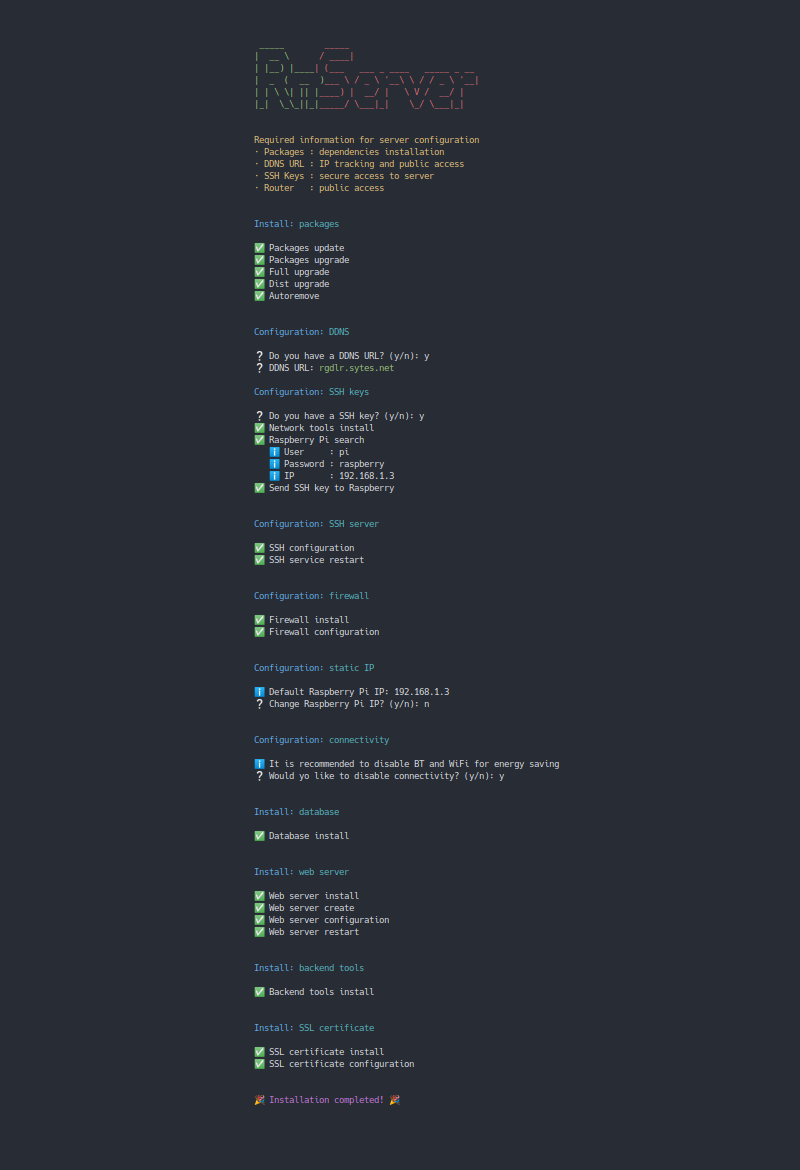 Required information for server configuration
· Packages : dependencies installation
· DDNS URL : IP tracking and public access
· SSH Keys : secure access to server
· Router   : public access
Install: packages
✅ Packages update
✅ Packages upgrade
✅ Full upgrade
✅ Dist upgrade
✅ Autoremove
Configuration: DDNS
❔ Do you have a DDNS URL? (y/n): y
❔ DDNS URL: rgdlr.sytes.net
Configuration: SSH keys
❔ Do you have a SSH key? (y/n): y
✅ Network tools install
✅ Raspberry Pi search
ℹ️ User     : pi
ℹ️ Password : raspberry
ℹ️ IP       : 192.168.1.3
✅ Send SSH key to Raspberry
Configuration: SSH server
✅ SSH configuration
✅ SSH service restart
Configuration: firewall
✅ Firewall install
✅ Firewall configuration
Configuration: static IP
ℹ️ Default Raspberry Pi IP: 192.168.1.3
❔ Change Raspberry Pi IP? (y/n): n
Configuration: connectivity
ℹ️ It is recommended to disable BT and WiFi for energy saving
❔ Would yo like to disable connectivity? (y/n): y
Install: database
✅ Database install
Install: web server
✅ Web server install
✅ Web server create
✅ Web server configuration
✅ Web server restart
Install: backend tools
✅ Backend tools install
Install: SSL certificate
✅ SSL certificate install
✅ SSL certificate configuration
🎉 Installation completed! 🎉